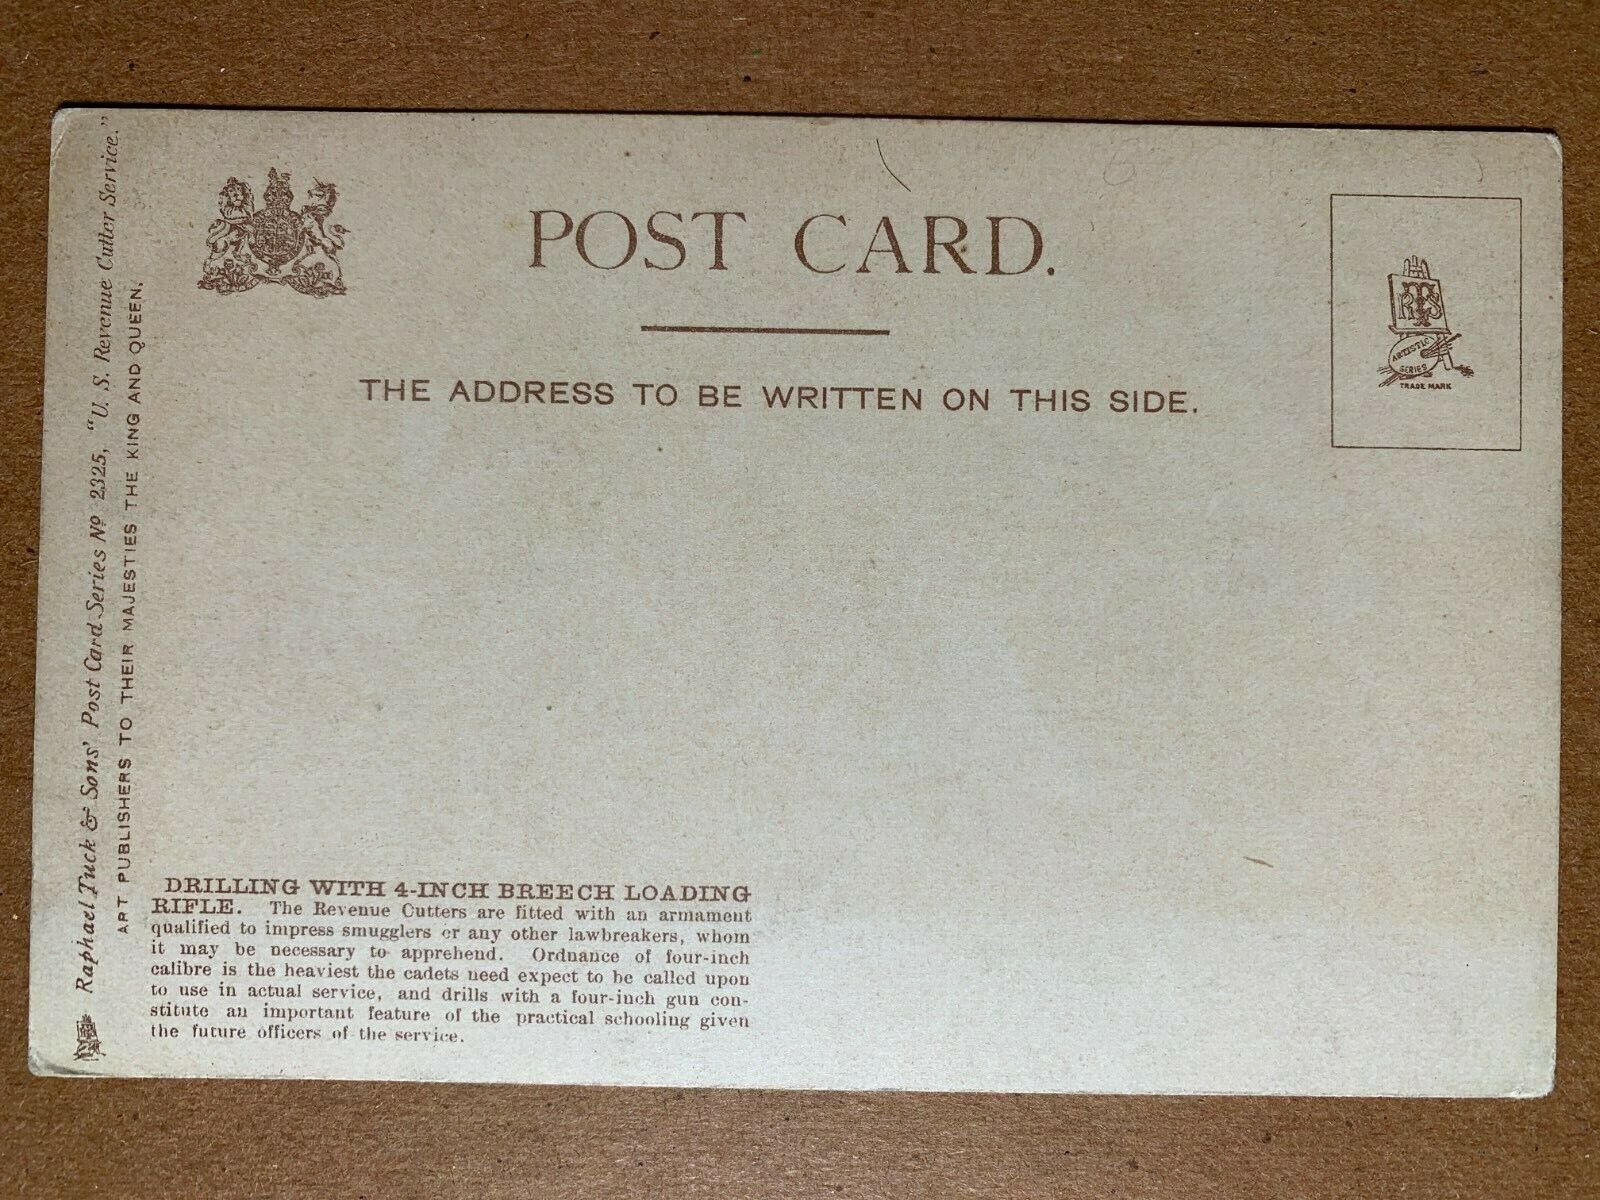 POST CARD.
THE ADDRESS TO BE WRITTEN ON THIS SIDE.
RTS
ARTISTIC
SERIES
TRADE MARK
Raphael Tuck & Sons' Post Card Series Nº 2325, "U. S. Revenue Cutter Service."
ART PUBLISHERS TO THEIR MAJESTIES THE KING AND QUEEN.
DRILLING WITH 4-INCH BREECH LOADING
RIFLE. The Revenue Cutters are fitted with an armament
qualified to impress smugglers or any other lawbreakers, whom
it may be necessary to apprehend. Ordnance of four-inch
calibre is the heaviest the cadets need expect to be called upon
to use in actual service, and drills with a four-inch gun con-
stitute an important feature of the practical schooling given
the future officers of the service.